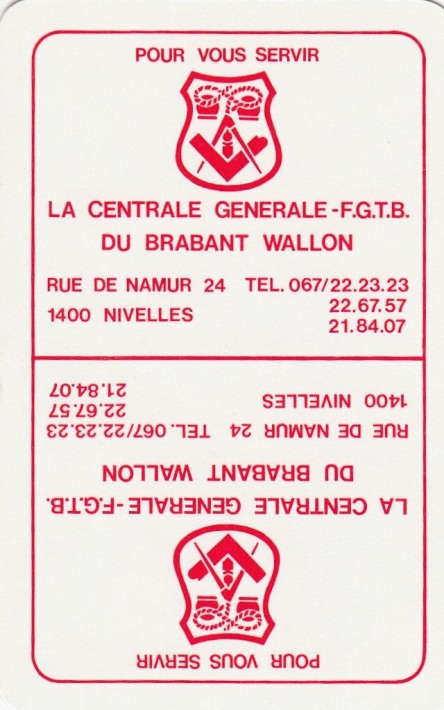 POUR VOUS SERVIR
LA CENTRALE GENERALE-F.G.T.B.
DU BRABANT WALLON
RUE DE NAMUR 24 TEL. 067/22.23.23
1400 NIVELLES 22.67.57
21.84.07
POUR VOUS SERVIR
LA CENTRALE GENERALE-F.G.T.B.
DU BRABANT WALLON
RUE DE NAMUR 24 TEL. 067/22.23.23
1400 NIVELLES 22.67.57
21.84.07